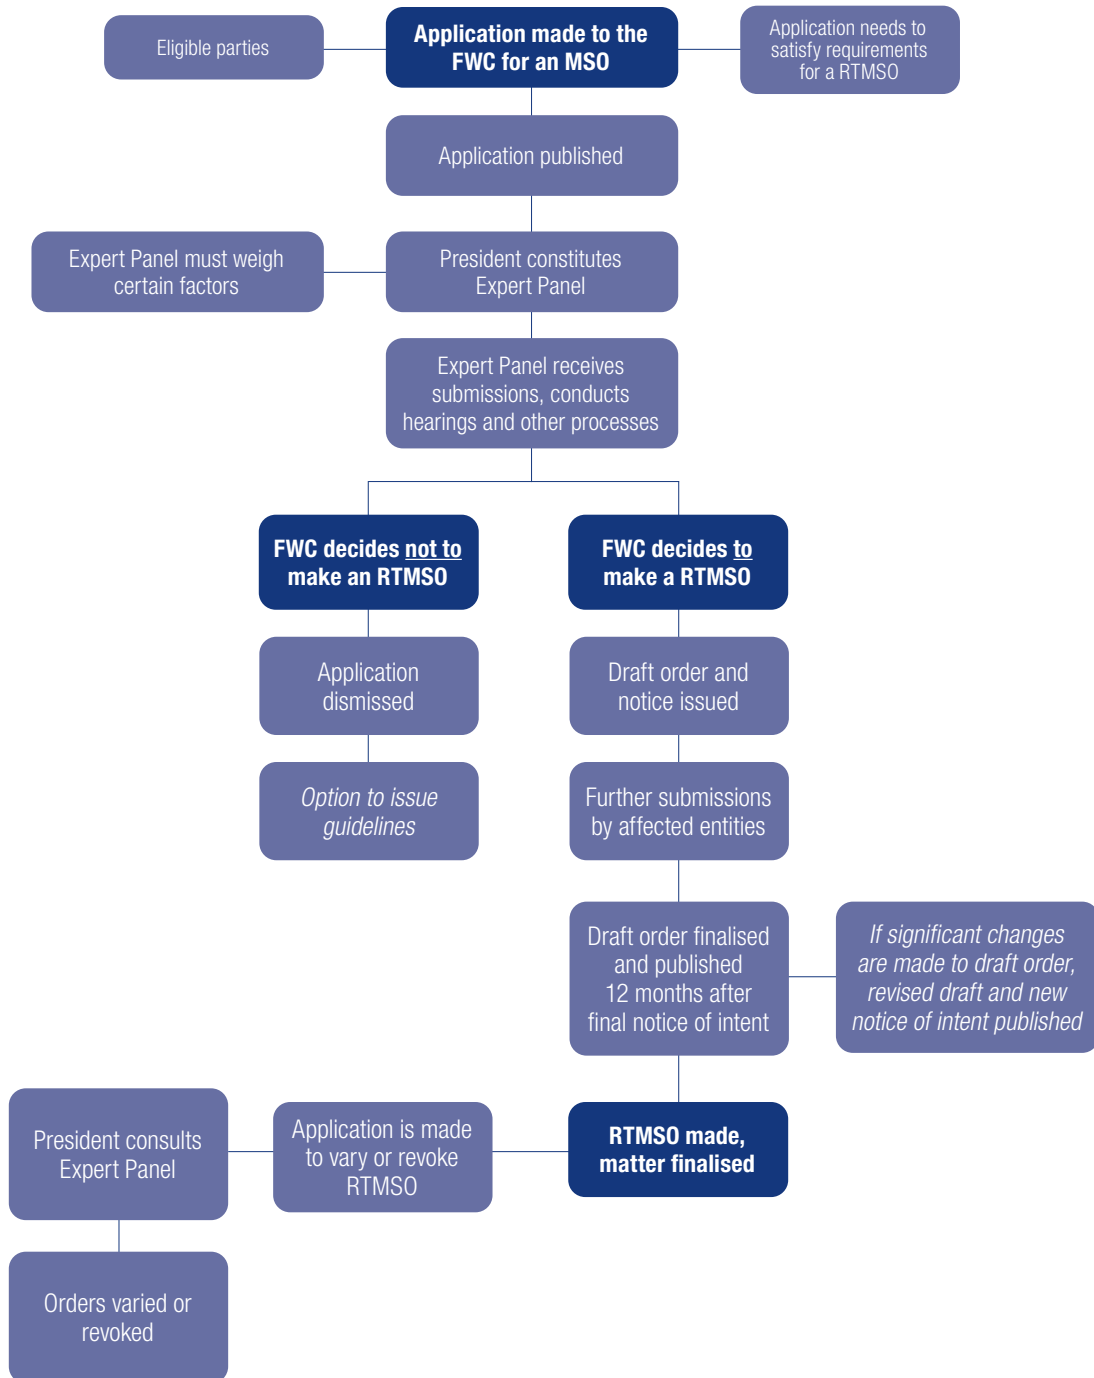 Eligible parties
Application made to the
FWC for an MSO
Application needs to
satisfy requirements
for a RTMSO
Application published
Expert Panel must weigh
certain factors
President constitutes
Expert Panel
Expert Panel receives
submissions, conducts
hearings and other processes
FWC decides not to
make an RTMSO
FWC decides to
make a RTMSO
Application
dismissed
Draft order and
notice issued
Option to issue
guidelines
Further submissions
by affected entities
Draft order finalised
and published
12 months after
final notice of intent
If significant changes
are made to draft order,
revised draft and new
notice of intent published
President consults
Expert Panel
Application is made
to vary or revoke
RTMSO
RTMSO made,
matter finalised
Orders varied or
revoked